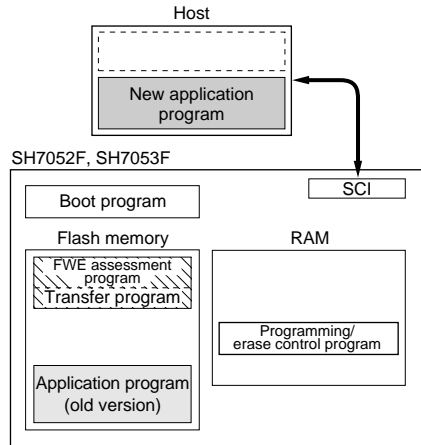 Host
New application
program
SH7052F, SH7053F
SCI
Boot program
Flash memory
RAM
FWE assessment
program
Transfer program
Programming/
erase control program
Application program
(old version)